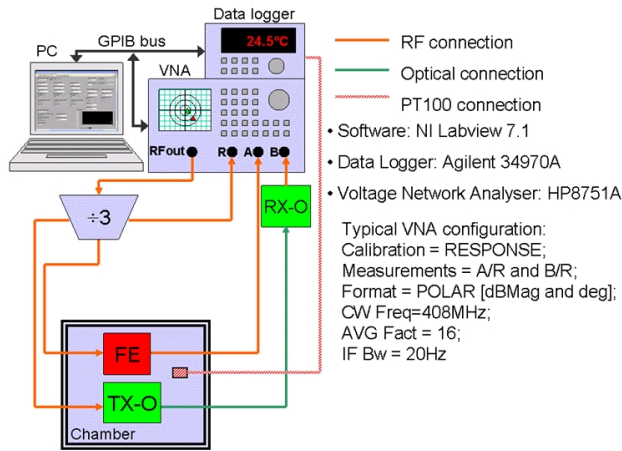 Data logger
PC
GPIB bus
24.5°C
VNA
RFout R A B
÷3
RX-O
FE
TX-O
Chamber
RF connection
Optical connection
PT100 connection
• Software: NI Labview 7.1
• Data Logger: Agilent 34970A
• Voltage Network Analyser: HP8751A
Typical VNA configuration:
Calibration = RESPONSE;
Measurements = A/R and B/R;
Format = POLAR [dBMag and deg];
CW Freq=408MHz;
AVG Fact = 16;
IF Bw = 20Hz